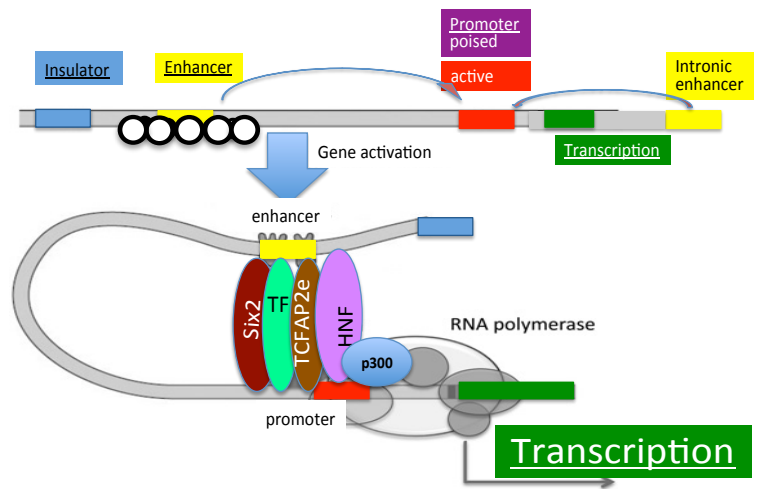 Promoter
poised
Insulator
Enhancer
active
Intronic
enhancer
Gene activation
Transcription
enhancer
Six2
TF
TCFAP2e
HNF
RNA polymerase
p300
promoter
Transcription